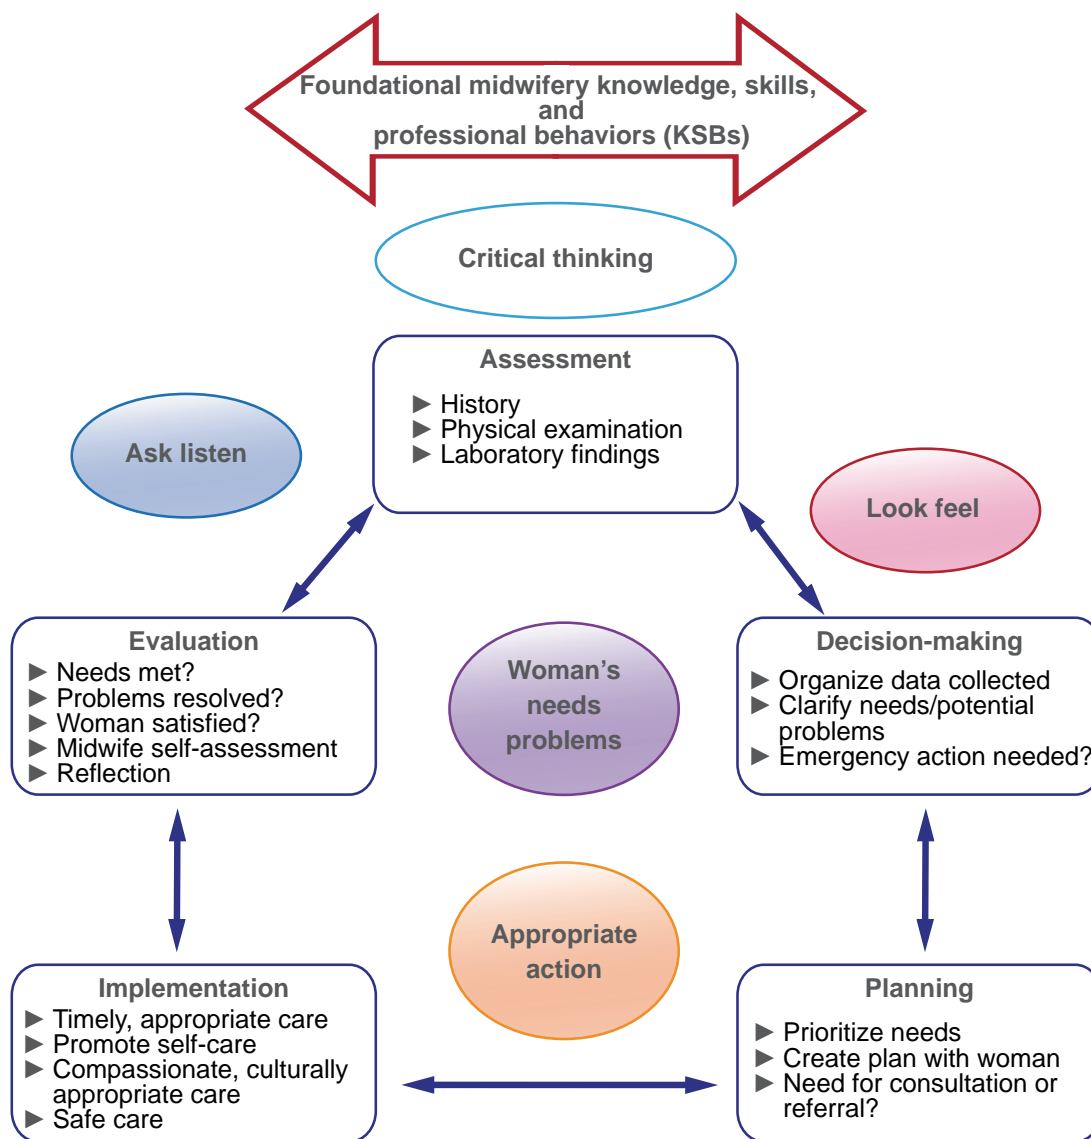 Foundational midwifery knowledge, skills,
and
professional behaviors (KSBs)
Critical thinking
Assessment
► History
► Physical examination
► Laboratory findings
Ask listen
Look feel
Evaluation
► Needs met?
► Problems resolved?
► Woman satisfied?
► Midwife self-assessment
► Reflection
Woman’s
needs
problems
Decision-making
► Organize data collected
► Clarify needs/potential
problems
► Emergency action needed?
Appropriate
action
Implementation
► Timely, appropriate care
► Promote self-care
► Compassionate, culturally
appropriate care
► Safe care
Planning
► Prioritize needs
► Create plan with woman
► Need for consultation or
referral?